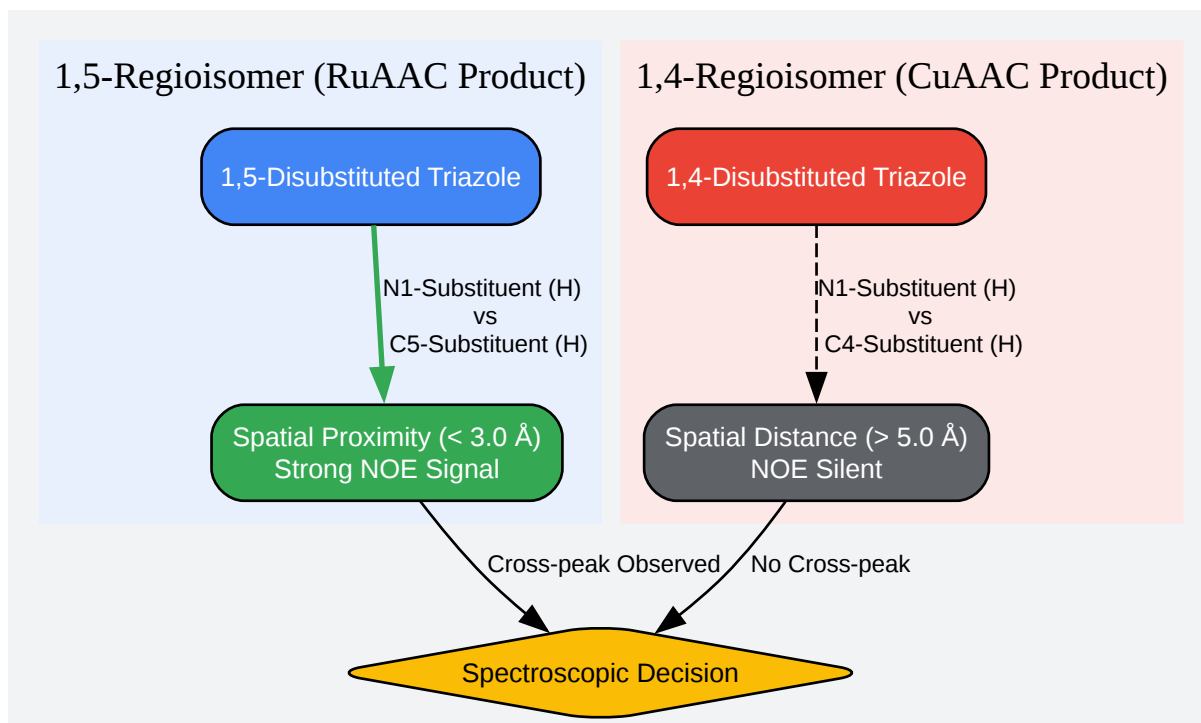 1,5-Regioisomer (RuAAC Product)
1,5-Disubstituted Triazole
N1-Substituent (H)
vs
C5-Substituent (H)
Spatial Proximity (< 3.0 Å)
Strong NOE Signal
1,4-Regioisomer (CuAAC Product)
1,4-Disubstituted Triazole
N1-Substituent (H)
vs
C4-Substituent (H)
Spatial Distance (> 5.0 Å)
NOE Silent
Cross-peak Observed
No Cross-peak
Spectroscopic Decision